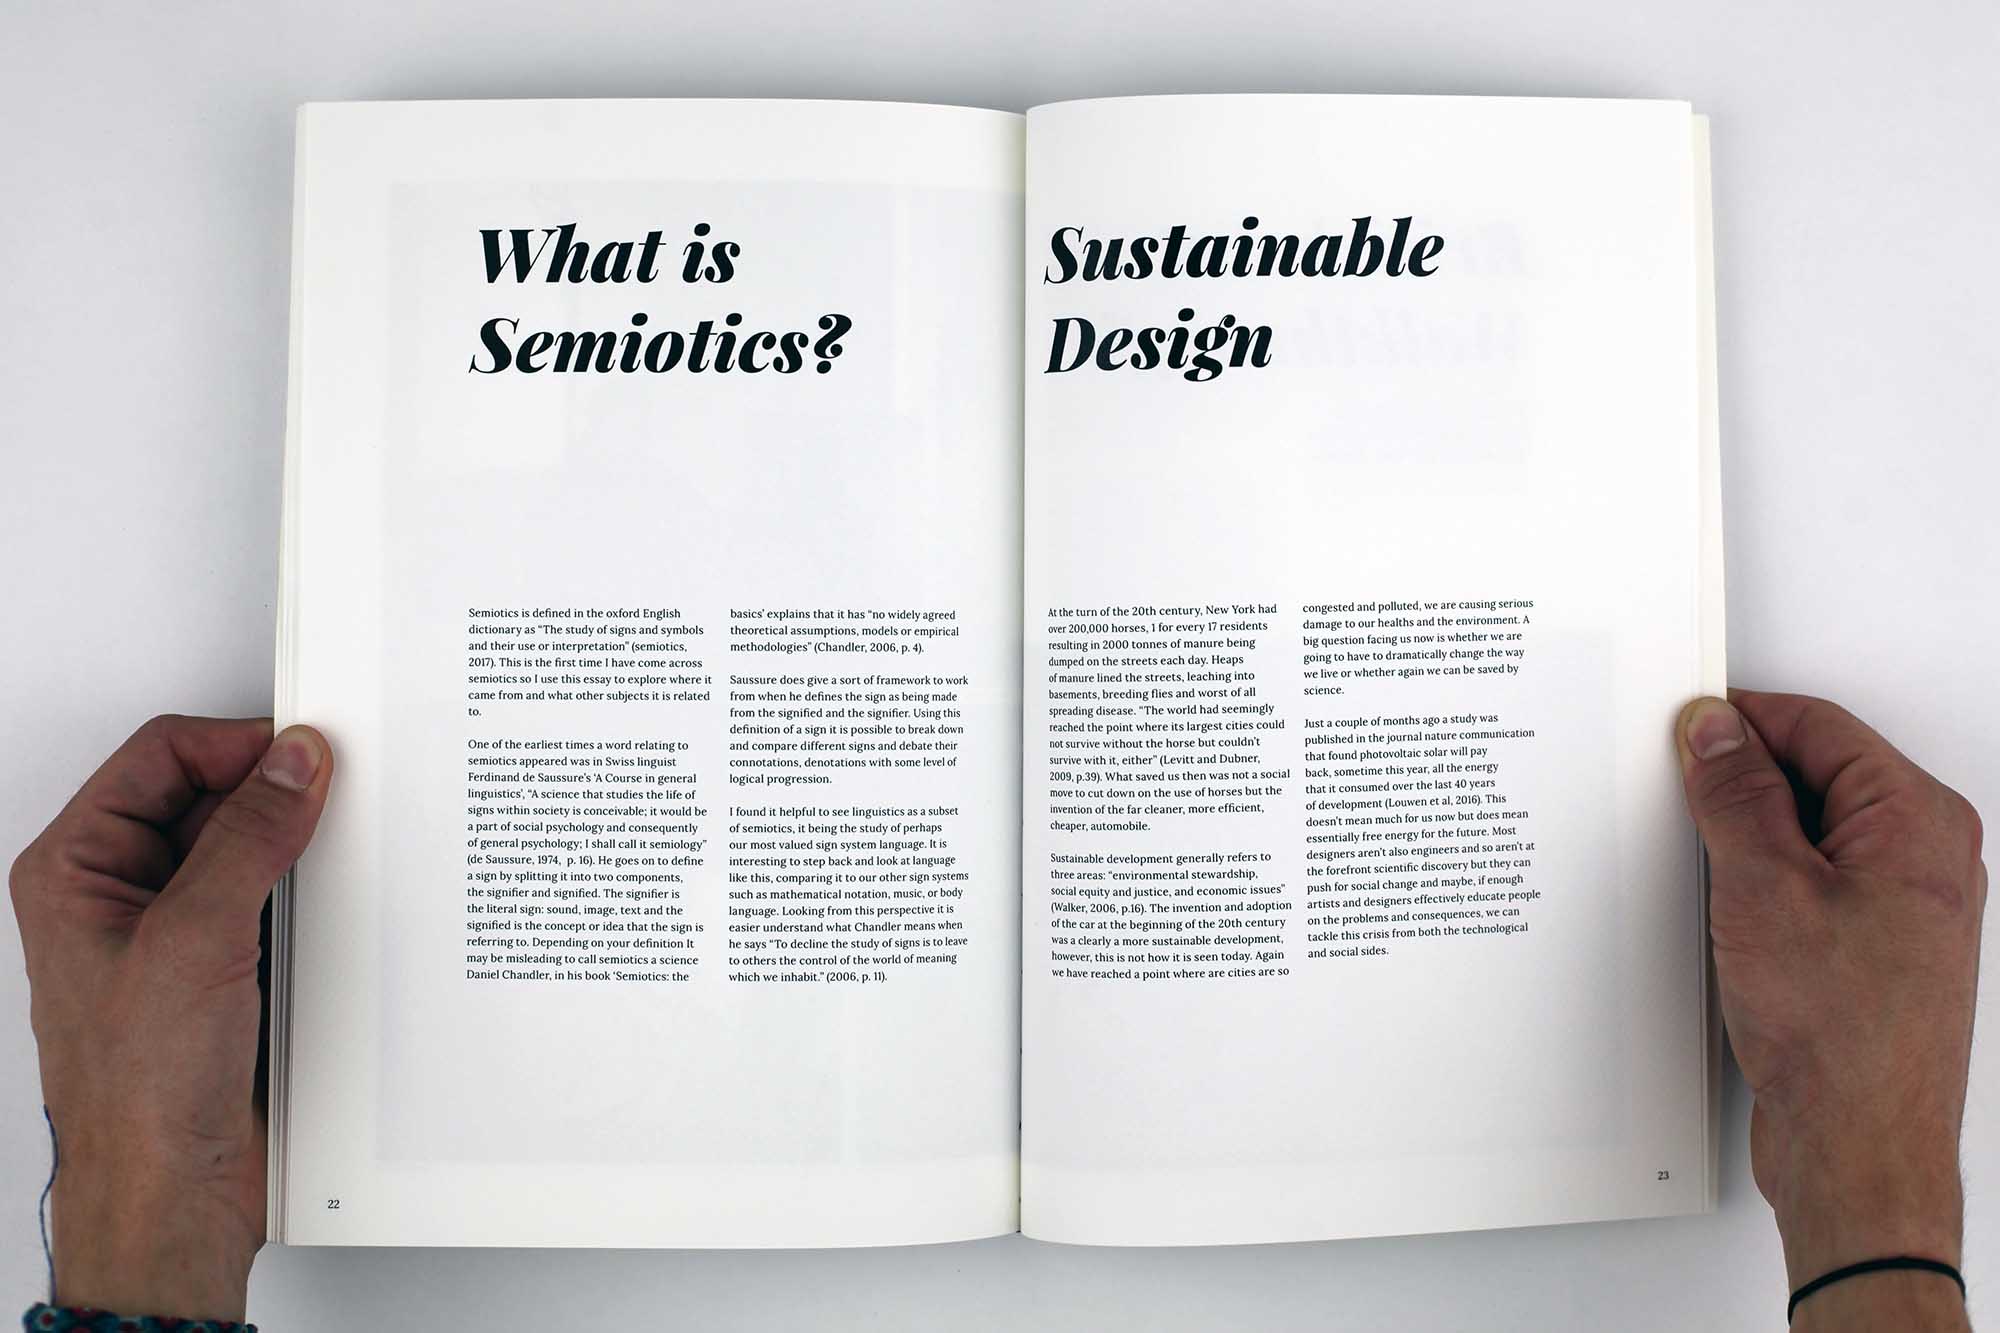 What is
Semiotics?
Semiotics is defined in the oxford English
dictionary as “The study of signs and symbols
and their use or interpretation” (semiotics,
2017). This is the first time I have come across
semiotics so I use this essay to explore where it
came from and what other subjects it is related
to.
One of the earliest times a word relating to
semiotics appeared was in Swiss linguist
Ferdinand de Saussure’s ‘A Course in general
linguistics’, “A science that studies the life of
signs within society is conceivable; it would be
a part of social psychology and consequently
of general psychology; I shall call it semiology”
(de Saussure, 1974, p. 16). He goes on to define
a sign by splitting it into two components,
the signifier and signified. The signifier is
the literal sign: sound, image, text and the
signified is the concept or idea that the sign is
referring to. Depending on your definition It
may be misleading to call semiotics a science
Daniel Chandler, in his book ‘Semiotics: the
basics’ explains that it has “no widely agreed
theoretical assumptions, models or empirical
methodologies” (Chandler, 2006, p. 4).
Saussure does give a sort of framework to work
from when he defines the sign as being made
from the signified and the signifier. Using this
definition of a sign it is possible to break down
and compare different signs and debate their
connotations, denotations with some level of
logical progression.
I found it helpful to see linguistics as a subset
of semiotics, it being the study of perhaps
our most valued sign system language. It is
interesting to step back and look at language
like this, comparing it to our other sign systems
such as mathematical notation, music, or body
language. Looking from this perspective it is
easier understand what Chandler means when
he says “To decline the study of signs is to leave
to others the control of the world of meaning
which we inhabit.” (2006, p. 11).
22
Sustainable
Design
At the turn of the 20th century, New York had
over 200,000 horses, 1 for every 17 residents
resulting in 2000 tonnes of manure being
dumped on the streets each day. Heaps
of manure lined the streets, leaching into
basements, breeding flies and worst of all
spreading disease. “The world had seemingly
reached the point where its largest cities could
not survive without the horse but couldn’t
survive with it, either” (Levitt and Dubner,
2009, p.39). What saved us then was not a social
move to cut down on the use of horses but the
invention of the far cleaner, more efficient,
cheaper, automobile.
Sustainable development generally refers to
three areas: “environmental stewardship,
social equity and justice, and economic issues”
(Walker, 2006, p.16). The invention and adoption
of the car at the beginning of the 20th century
was a clearly a more sustainable development,
however, this is not how it is seen today. Again
we have reached a point where are cities are so
congested and polluted, we are causing serious
damage to our healths and the environment. A
big question facing us now is whether we are
going to have to dramatically change the way
we live or whether again we can be saved by
science.
Just a couple of months ago a study was
published in the journal nature communication
that found photovoltaic solar will pay
back, sometime this year, all the energy
that it consumed over the last 40 years
of development (Louwen et al, 2016). This
doesn’t mean much for us now but does mean
essentially free energy for the future. Most
designers aren’t also engineers and so aren’t at
the forefront scientific discovery but they can
push for social change and maybe, if enough
artists and designers effectively educate people
on the problems and consequences, we can
tackle this crisis from both the technological
and social sides.
23